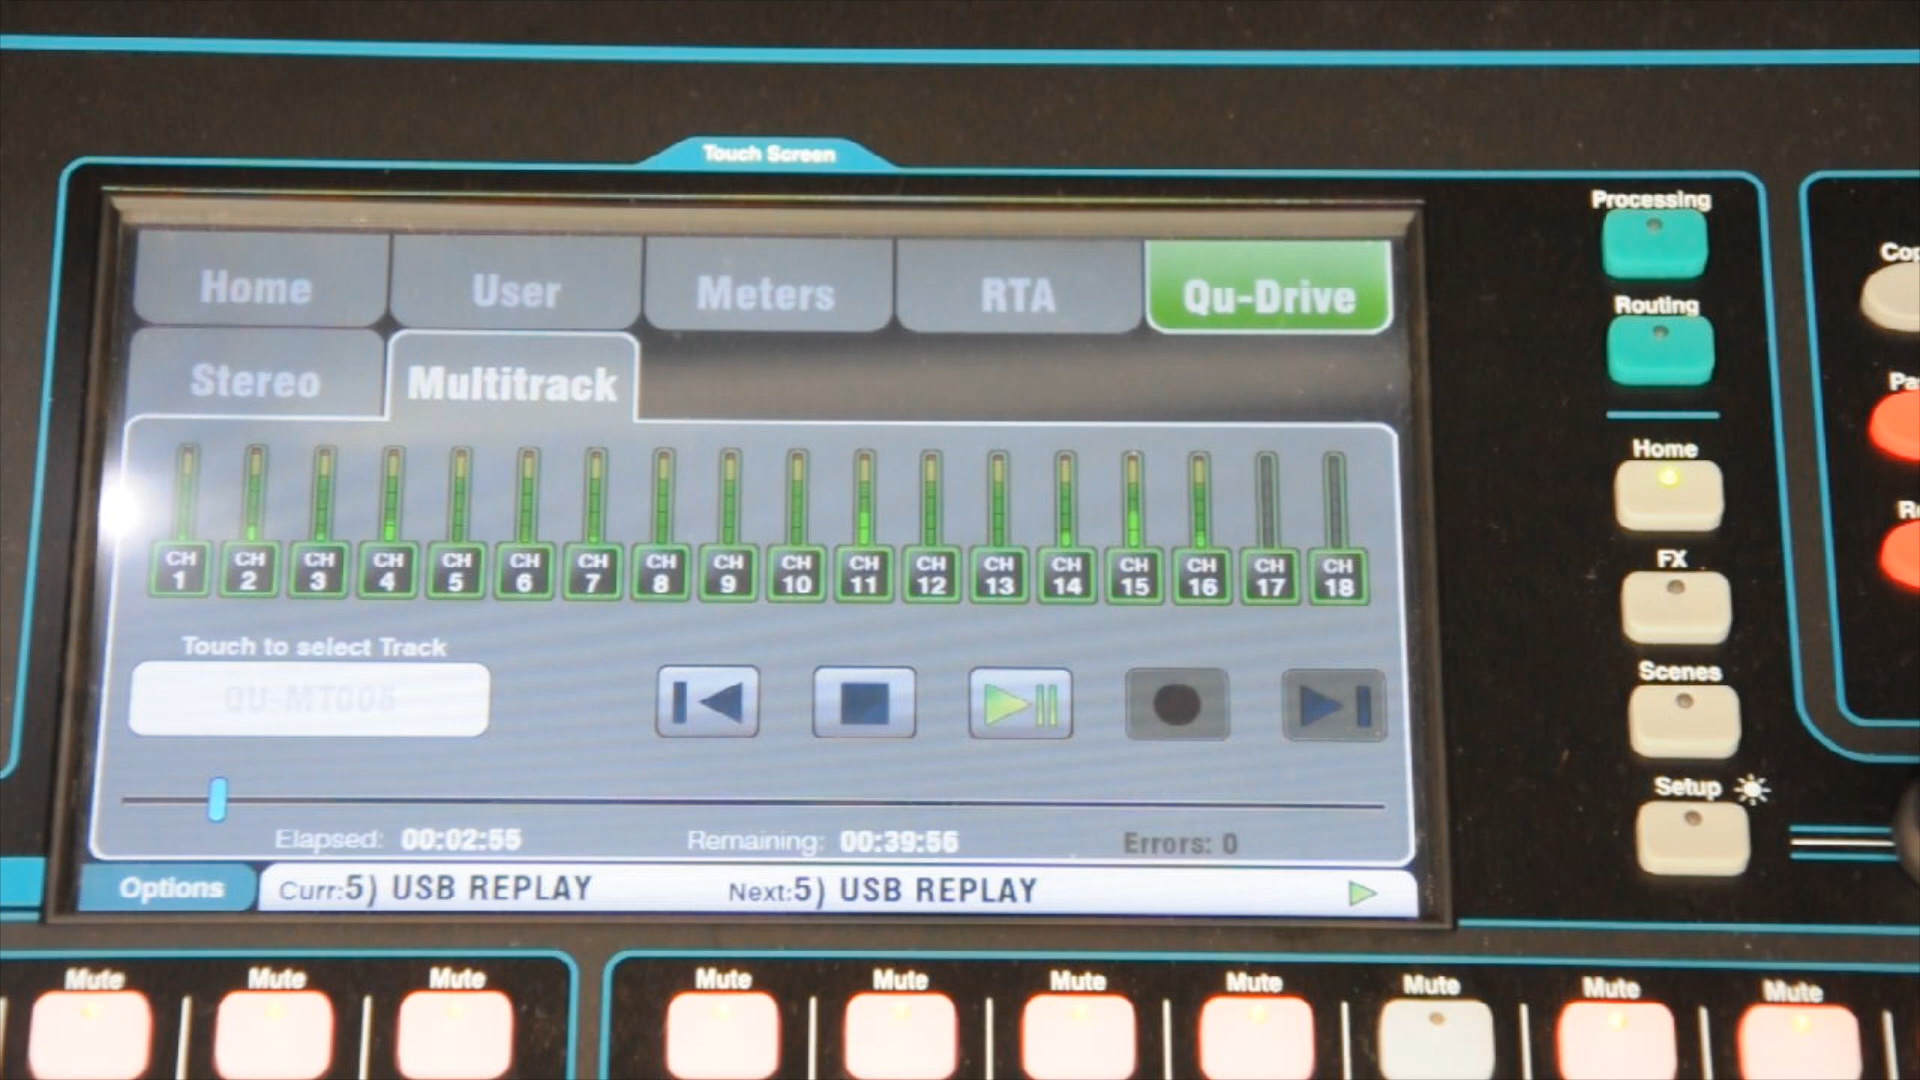 Touch Screen
Processing
Home User Meters RTA Qu-Drive
Routing
Stereo Multitrack
Home
CH 1 CH 2 CH 3 CH 4 CH 5 CH 6 CH 7 CH 8 CH 9 CH 10 CH 11 CH 12 CH 13 CH 14 CH 15 CH 16 CH 17 CH 18
FX
Touch to select Track
QU-MT005
Scenes
Setup
Elapsed: 00:02:55 Remaining: 00:39:56 Errors: 0
Options Curr:5) USB REPLAY Next:5) USB REPLAY
Mute Mute Mute Mute Mute Mute Mute Mute Mute Mute